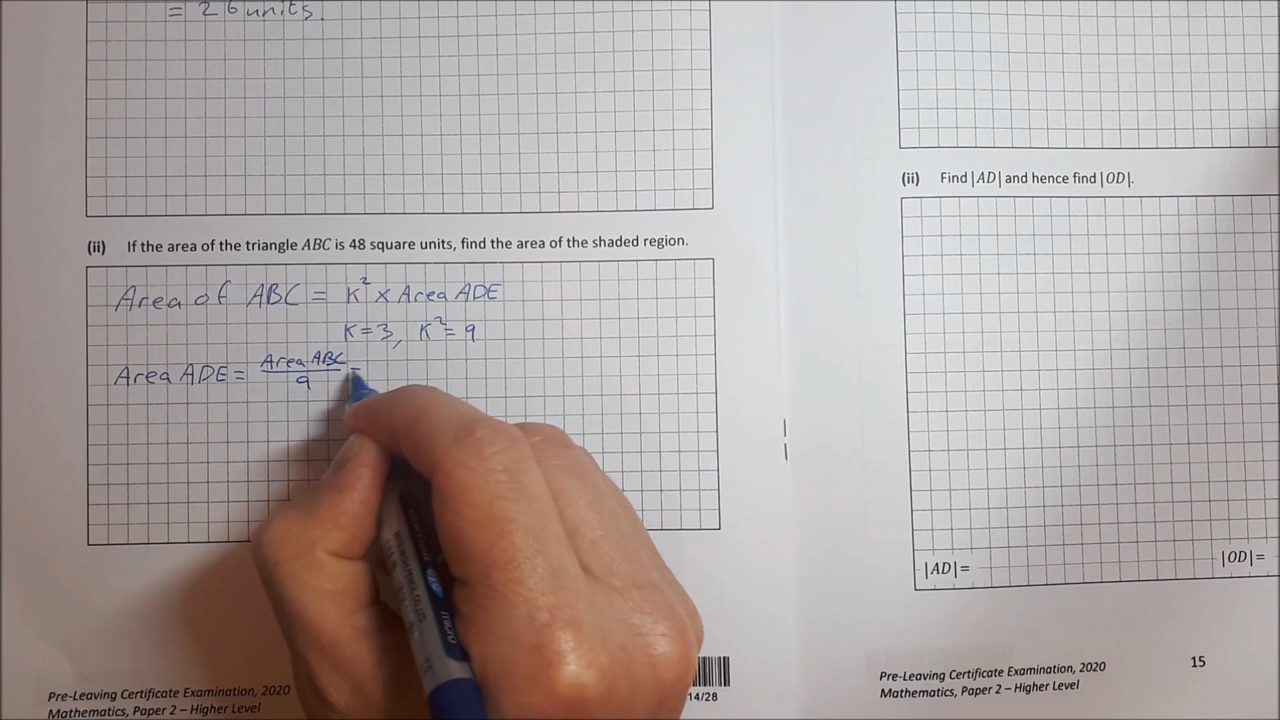 = 26 units.
(ii) If the area of the triangle ABC is 48 square units, find the area of the shaded region.
Area of ABC = K² × Area ADE
K=3, K²=9
Area ADE = Area ABC / 9 =
Pre-Leaving Certificate Examination, 2020
Mathematics, Paper 2 – Higher Level
14/28
(ii) Find |AD| and hence find |OD|.
|AD|=
|OD|=
Pre-Leaving Certificate Examination, 2020
Mathematics, Paper 2 – Higher Level
15